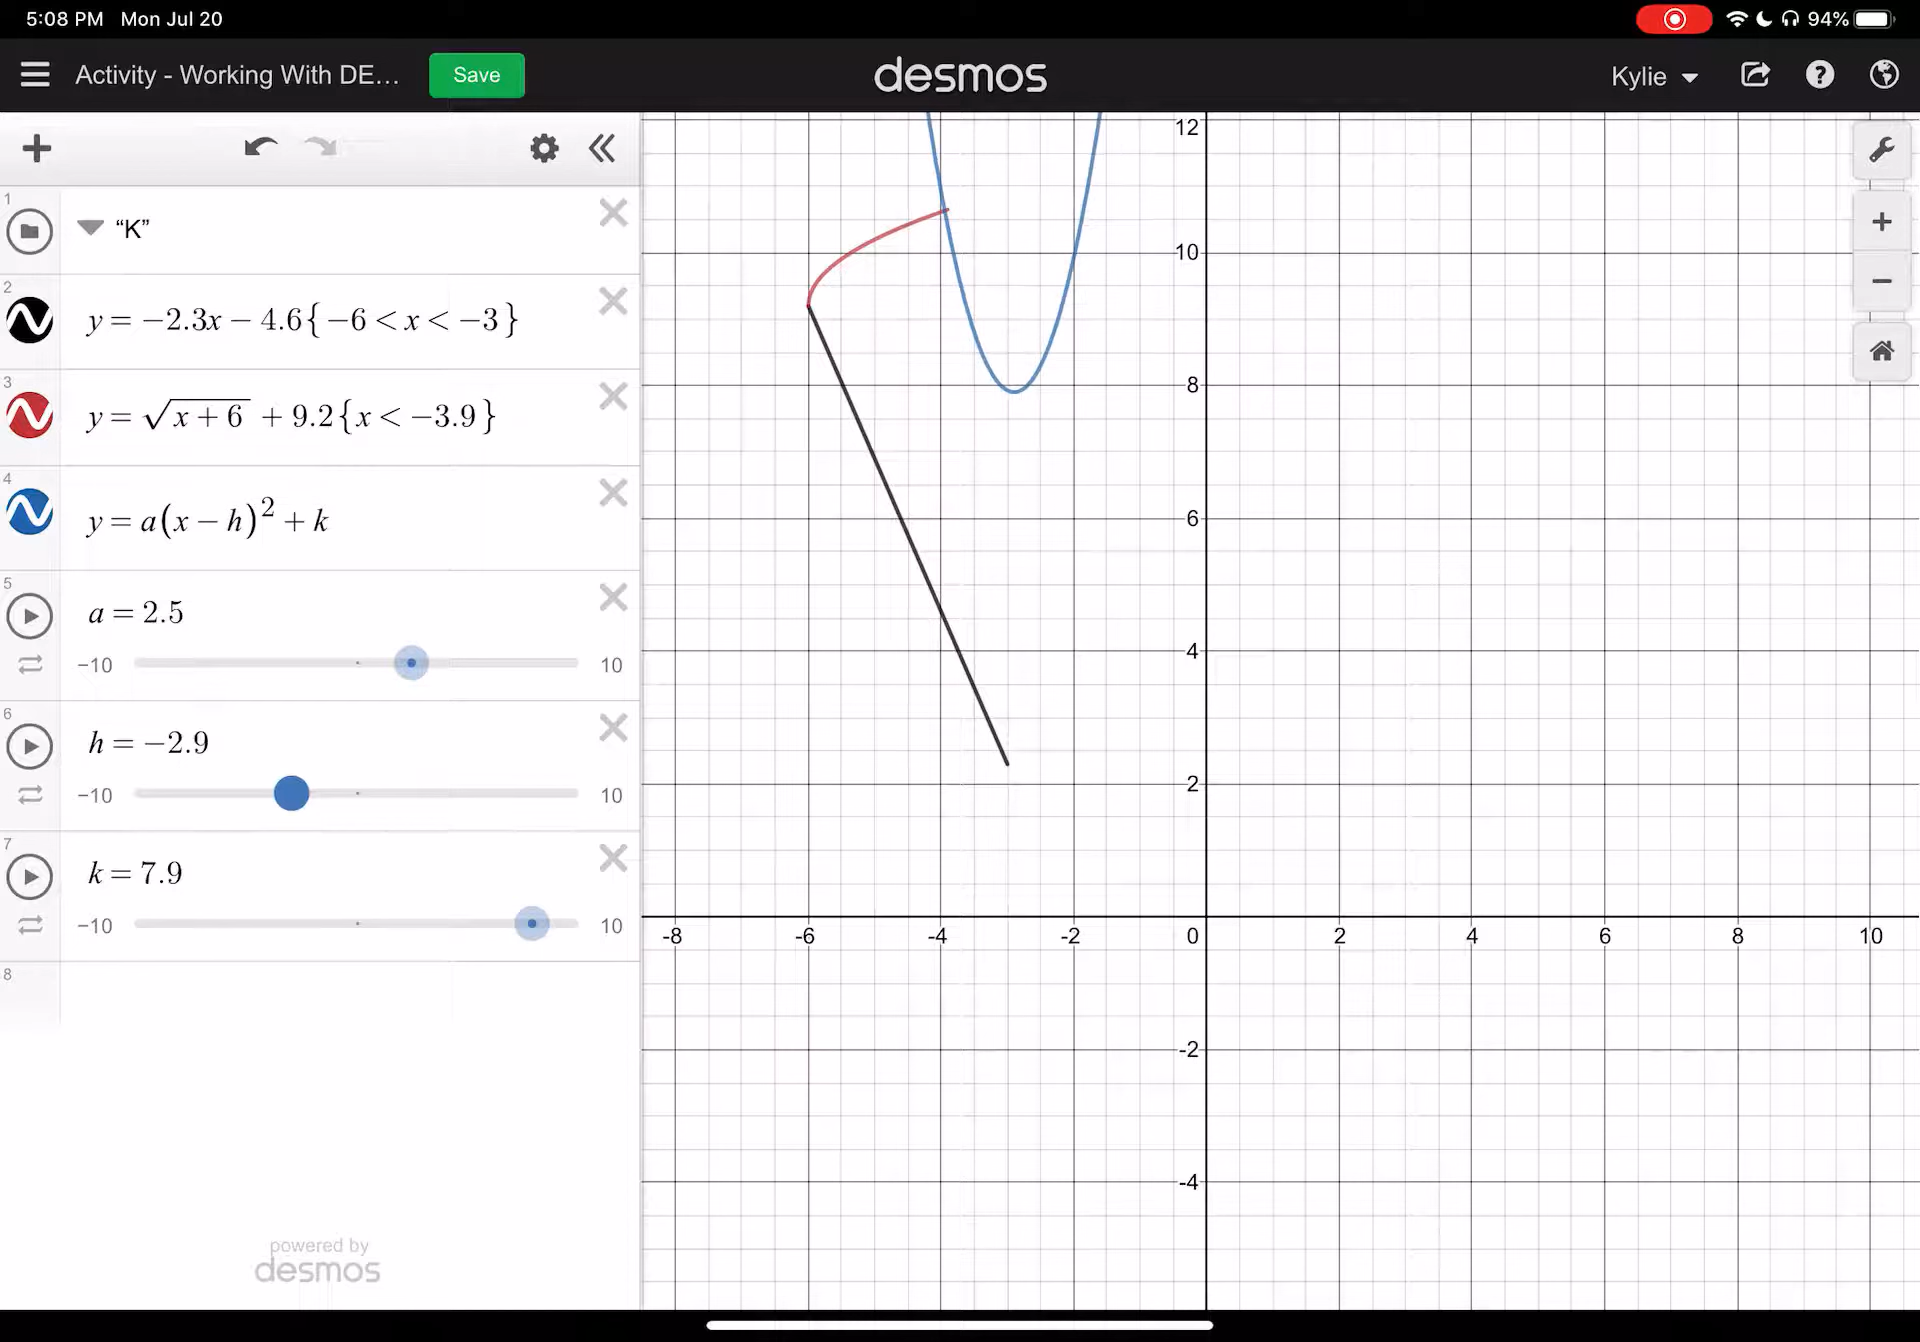 5:08 PM Mon Jul 20
94%
Activity - Working With DE...
Save
desmos
Kylie
1
"K"
2
y = −2.3x − 4.6{−6 < x < −3}
3
y = √x + 6 + 9.2{x < −3.9}
4
y = a(x − h)² + k
5
a = 2.5
−10
10
6
h = −2.9
−10
10
7
k = 7.9
−10
10
8
powered by
desmos
12
10
8
6
4
2
-8
-6
-4
-2
0
2
4
6
8
10
-2
-4